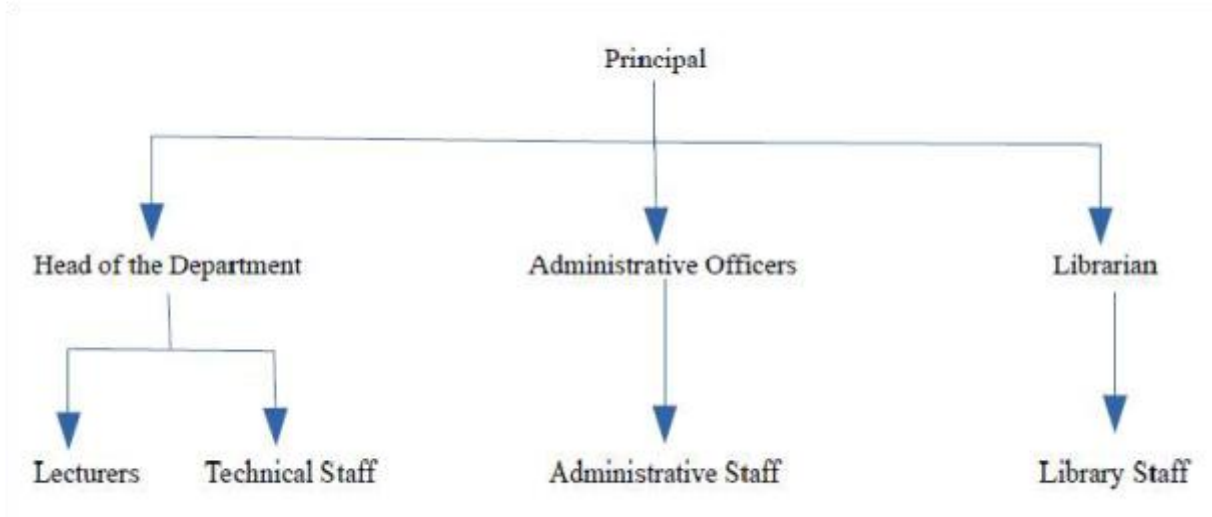 Principal
Head of the Department Administrative Officers Librarian
Lecturers Technical Staff Administrative Staff Library Staff